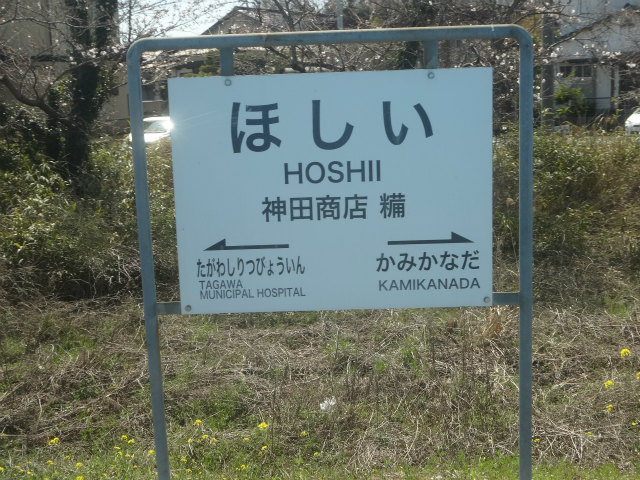 ほしい
HOSHII
神田商店 糒
たがわしりつびょういん
TAGAWA
MUNICIPAL HOSPITAL
かみかなだ
KAMIKANADA